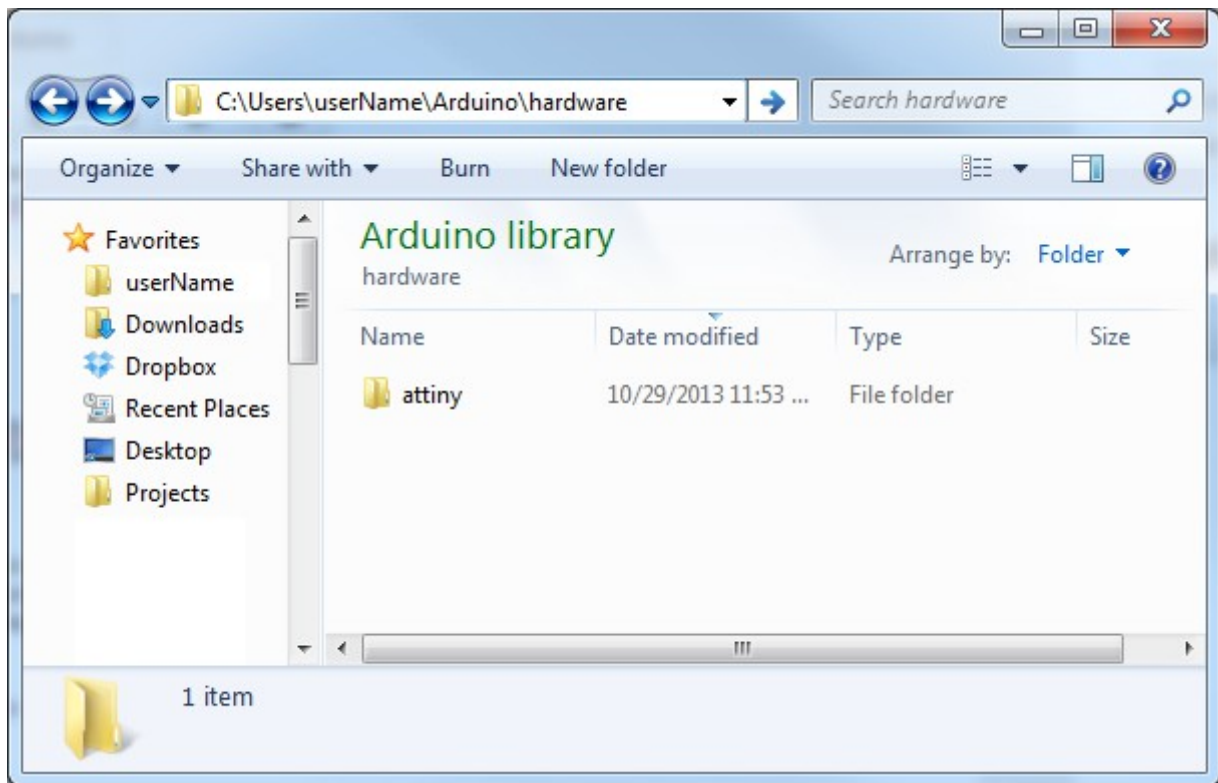 C:\Users\userName\Arduino\hardware
Search hardware
Organize Share with Burn New folder
Favorites
userName
Downloads
Dropbox
Recent Places
Desktop
Projects
Arduino library
hardware
Arrange by: Folder
Name Date modified Type Size
attiny 10/29/2013 11:53 ... File folder
1 item